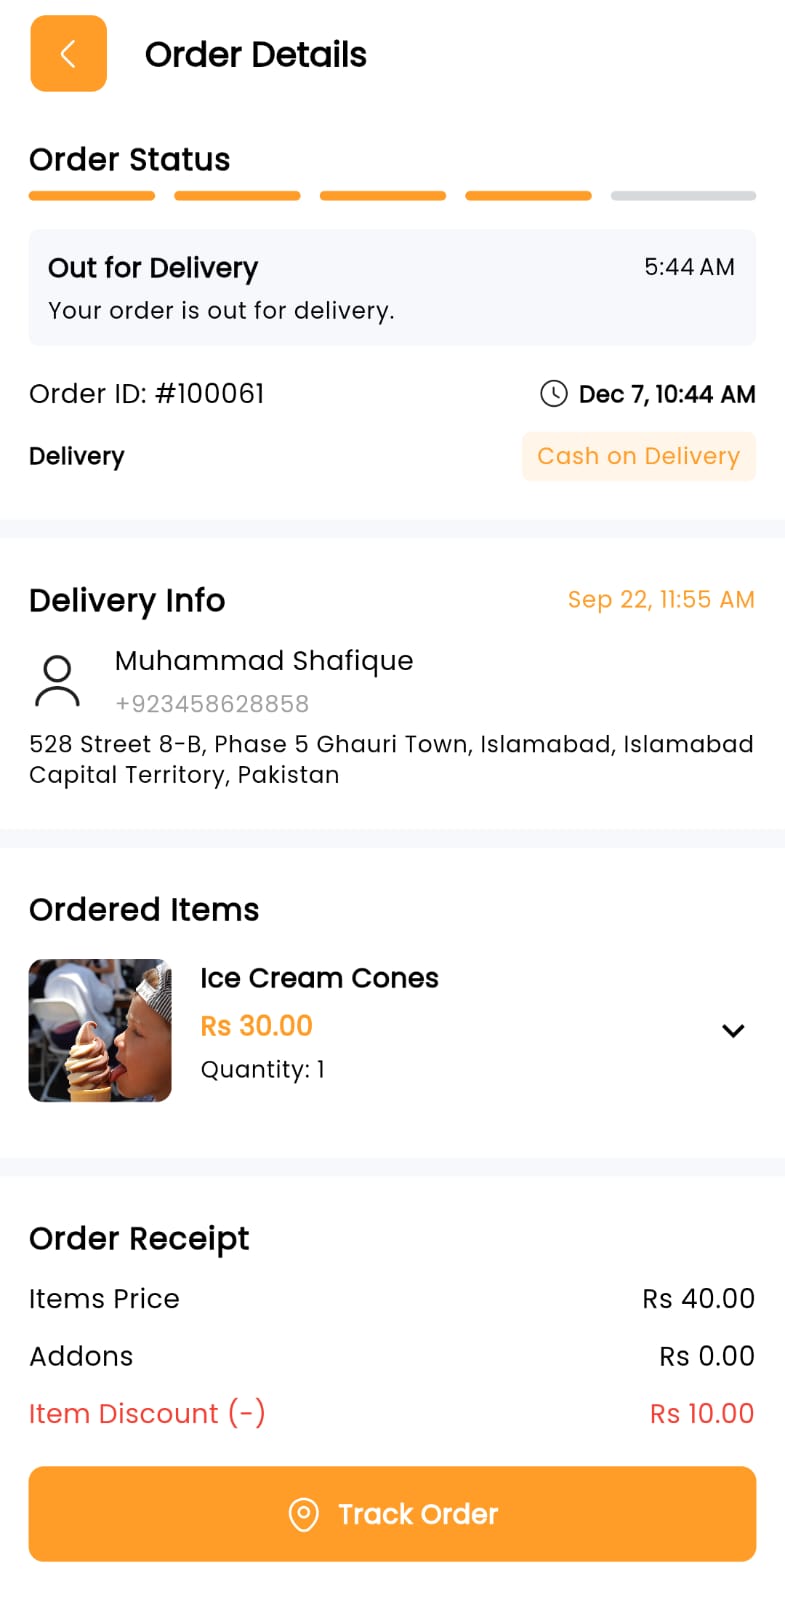 Order Details
Order Status
Out for Delivery 5:44 AM
Your order is out for delivery.
Order ID: #100061 Dec 7, 10:44 AM
Delivery Cash on Delivery
Delivery Info Sep 22, 11:55 AM
Muhammad Shafique
+923458628858
528 Street 8-B, Phase 5 Ghauri Town, Islamabad, Islamabad
Capital Territory, Pakistan
Ordered Items
Ice Cream Cones
Rs 30.00
Quantity: 1
Order Receipt
Items Price Rs 40.00
Addons Rs 0.00
Item Discount (-) Rs 10.00
Track Order